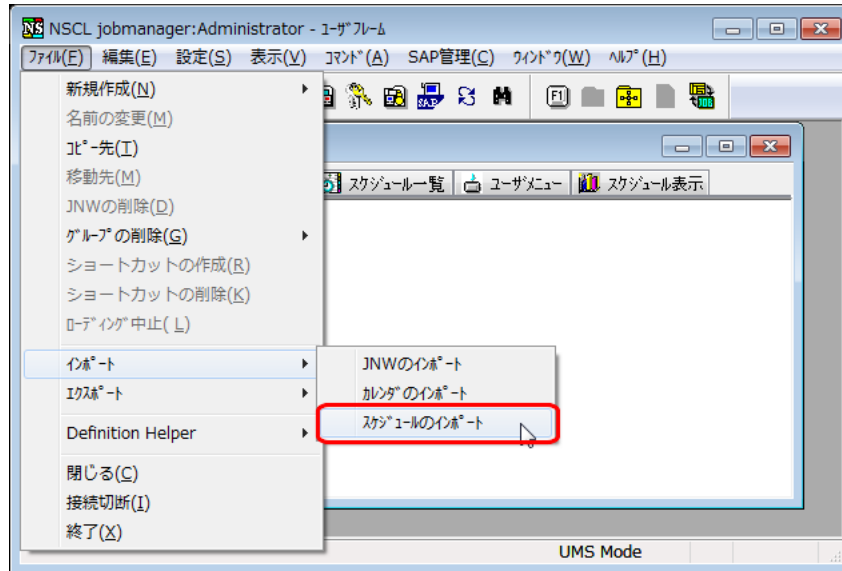 NS NSCL jobmanager:Administrator - ﾕｰｻﾞﾌﾚｰﾑ
ﾌｧｲﾙ(F) 編集(E) 設定(S) 表示(V) ｺﾏﾝﾄﾞ(A) SAP管理(C) ｳｨﾝﾄﾞｳ(W) ﾍﾙﾌﾟ(H)
新規作成(N)
SAP
F1
JOB
名前の変更(M)
ｺﾋﾟｰ先(T)
移動先(M)
スケジュール一覧 ユーザメニュー スケジュール表示
JNWの削除(D)
ｸﾞﾙｰﾌﾟの削除(G)
ショートカットの作成(R)
ショートカットの削除(K)
ﾛｰﾃﾞｨﾝｸﾞ中止( L)
ｲﾝﾎﾟｰﾄ
JNWのｲﾝﾎﾟｰﾄ
ｴｸｽﾎﾟｰﾄ
ｶﾚﾝﾀﾞのｲﾝﾎﾟｰﾄ
ｽｹｼﾞｭｰﾙのｲﾝﾎﾟｰﾄ
Definition Helper
閉じる(C)
接続切断(I)
終了(X)
UMS Mode